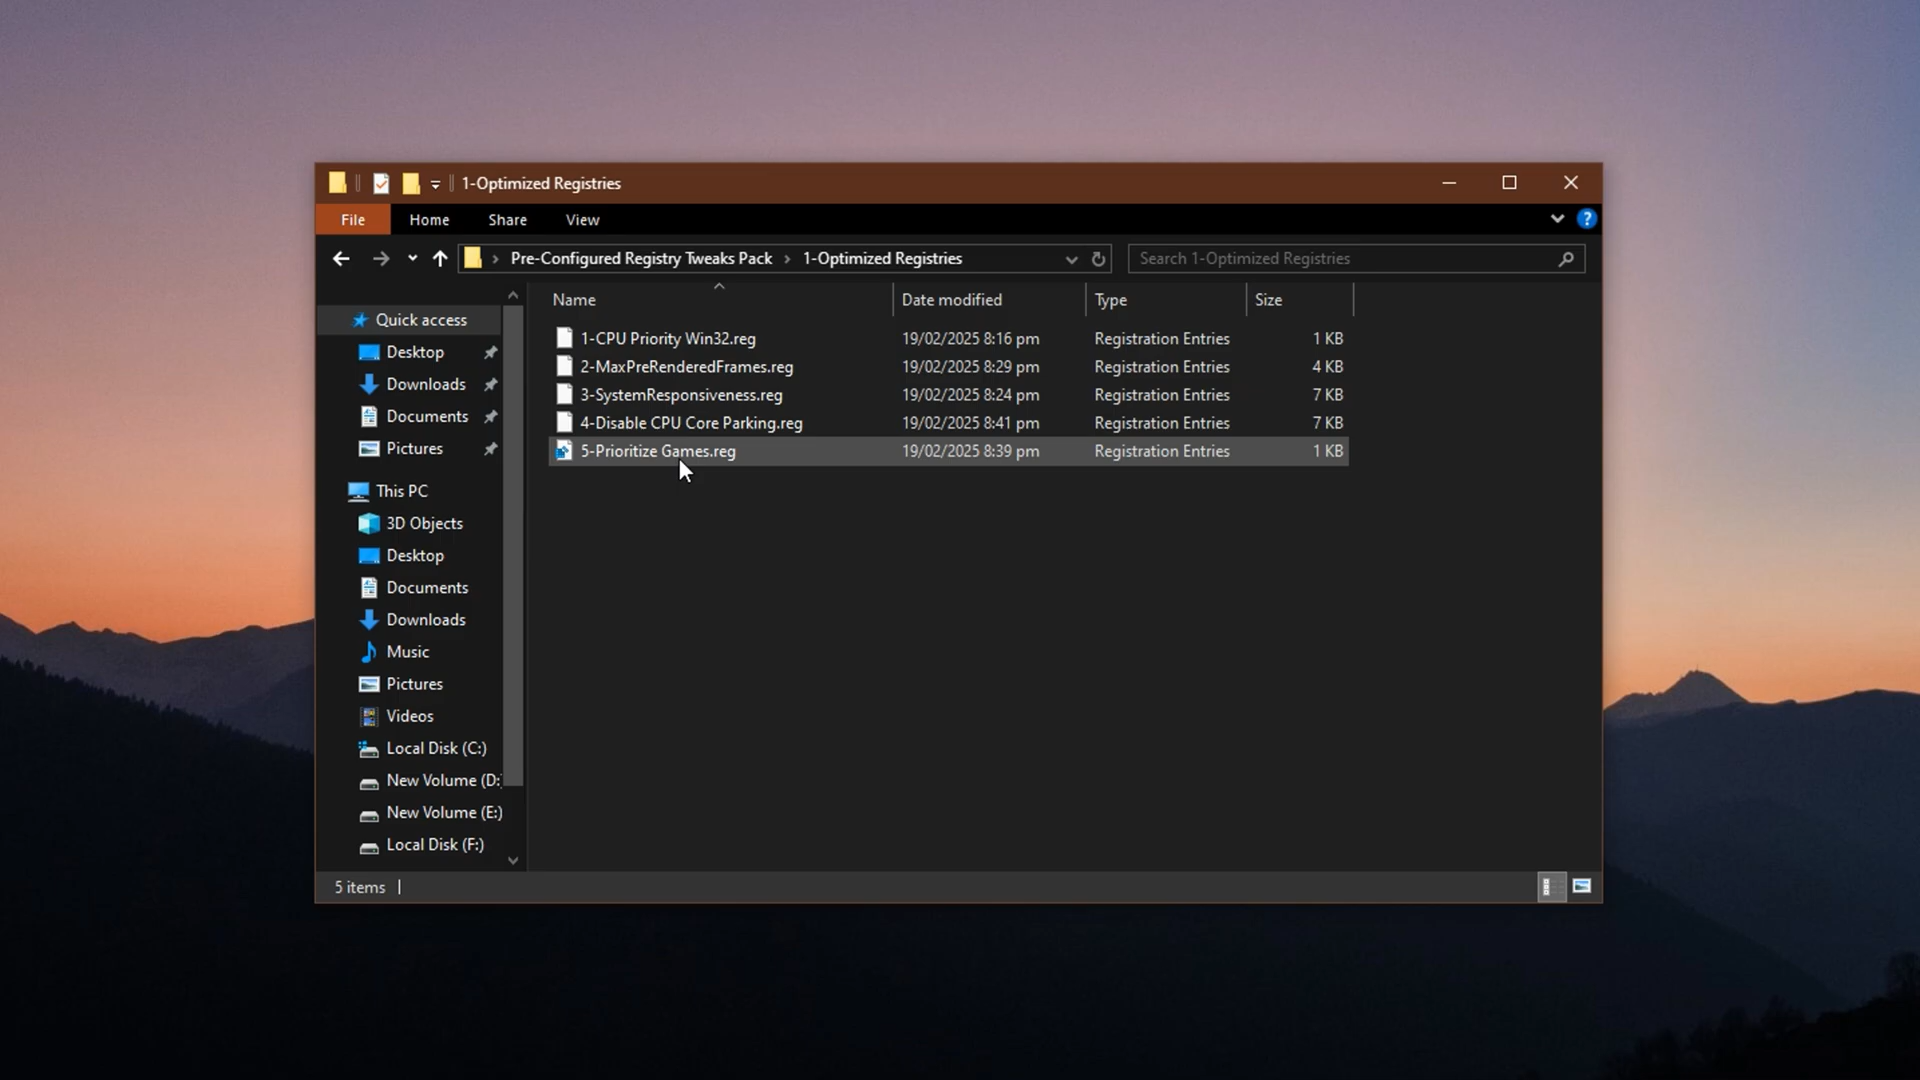 1-Optimized Registries
File Home Share View
Pre-Configured Registry Tweaks Pack 1-Optimized Registries Search 1-Optimized Registries
Name Date modified Type Size
1-CPU Priority Win32.reg 19/02/2025 8:16 pm Registration Entries 1 KB
2-MaxPreRenderedFrames.reg 19/02/2025 8:29 pm Registration Entries 4 KB
3-SystemResponsiveness.reg 19/02/2025 8:24 pm Registration Entries 7 KB
4-Disable CPU Core Parking.reg 19/02/2025 8:41 pm Registration Entries 7 KB
5-Prioritize Games.reg 19/02/2025 8:39 pm Registration Entries 1 KB
Quick access
Desktop
Downloads
Documents
Pictures
This PC
3D Objects
Desktop
Documents
Downloads
Music
Pictures
Videos
Local Disk (C:)
New Volume (D:
New Volume (E:)
Local Disk (F:)
5 items